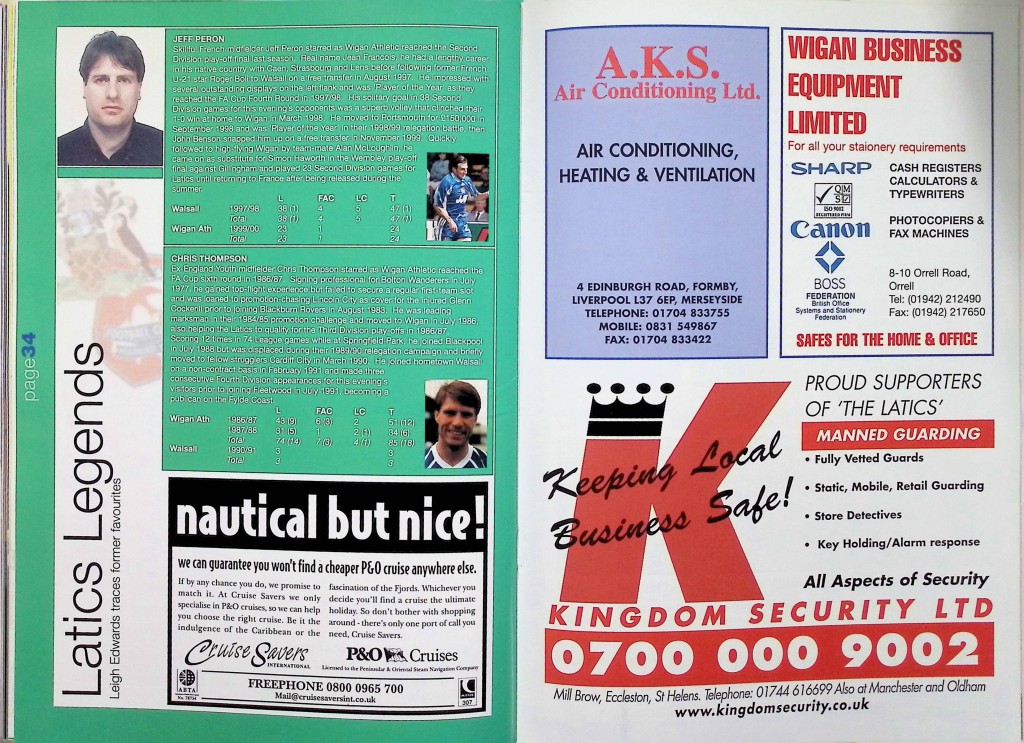 JEFF PERON
Skilful French midfielder Jeff Peron starred as Wigan Athletic reached the Second
Division play-off final last season. Real name Jean Francois, he had a lengthy career
in his native country with Caen, Strasbourg and Lens before following former French
U-21 star Roger Boli to Walsall on a free transfer in August 1997. He impressed with
several outstanding displays on the left flank and was 'Player of the Year' as they
reached the FA Cup Fourth Round in 1997/98. His solitary goal in 38 Second
Division games for this evening's opponents was a superb volley that clinched their
1-0 win at home to Wigan in March 1998. He moved to Portsmouth for £150,000 in
September 1998 and was 'Player of the Year' in their 1998/99 relegation battle, then
John Benson snapped him up on a free transfer in November 1999. Quickly
followed to high-flying Wigan by team-mate Alan McLoughlin, he
came on as substitute for Simon Haworth in the Wembley play-off
final against Gillingham and played 23 Second Division games for
Latics until returning to France after being released during the
summer.
L FAC LC T
Walsall 1997/98 38 (1) 4 5 47 (1)
Total 38 (1) 4 5 47 (1)
Wigan Ath 1999/00 23 1 24
Total 23 1 24
CHRIS THOMPSON
Ex England Youth midfielder Chris Thompson starred as Wigan Athletic reached the
FA Cup sixth round in 1986/87. Signing professional for Bolton Wanderers in July
1977, he gained top-flight experience but failed to secure a regular first-team slot
and was loaned to promotion-chasing Lincoln City as cover for the injured Glenn
Cockerill prior to joining Blackburn Rovers in August 1983. He was leading
marksman in their 1984/85 promotion challenge and moved to Wigan in July 1986,
also helping the Latics to qualify for the Third Division play-offs in 1986/87.
Scoring 12 times in 74 League games while at Springfield Park, he joined Blackpool
in July 1988 but was displaced during their 1989/90 relegation campaign and briefly
moved to fellow strugglers Cardiff City in March 1990. He joined hometown Walsall
on a non-contract basis in February 1991 and made three
consecutive Fourth Division appearances for this evening's
visitors prior to joining Fleetwood in July 1991, becoming a
publican on the Fylde Coast.
L FAC LC T
Wigan Ath 1986/87 43 (9) 6 (3) 2 51 (12)
1987/88 31 (5) 1 2 (1) 34 (6)
Total 74 (14) 7 (3) 4 (1) 85 (18)
Walsall 1990/91 3 3
Total 3 3
page34
Latics Legends
Leigh Edwards traces former favourites
nautical but nice!
we can guarantee you won't find a cheaper P&O cruise anywhere else.
If by any chance you do, we promise to
match it. At Cruise Savers we only
specialise in P&O cruises, so we can help
you choose the right cruise. Be it the
indulgence of the Caribbean or the
fascination of the Fjords. Whichever you
decide you'll find a cruise the ultimate
holiday. So don't bother with shopping
around - there's only one port of call you
need, Cruise Savers.
Cruise Savers
INTERNATIONAL
P&O Cruises
Licensed to the Peninsular & Oriental Steam Navigation Company
ABTA
No. 78734
FREEPHONE 0800 0965 700
Mail@cruisesaversint.co.uk
307
A.K.S.
Air Conditioning Ltd.
AIR CONDITIONING,
HEATING & VENTILATION
4 EDINBURGH ROAD, FORMBY,
LIVERPOOL L37 6EP, MERSEYSIDE
TELEPHONE: 01704 833755
MOBILE: 0831 549867
FAX: 01704 833422
WIGAN BUSINESS
EQUIPMENT
LIMITED
For all your staionery requirements
SHARP
QM
S
ISO 9002
REGISTERED FIRM
Canon
BOSS
FEDERATION
British Office
Systems and Stationery
Federation
CASH REGISTERS
CALCULATORS &
TYPEWRITERS
PHOTOCOPIERS &
FAX MACHINES
8-10 Orrell Road,
Orrell
Tel: (01942) 212490
Fax: (01942) 217650
SAFES FOR THE HOME & OFFICE
K
Keeping Local
Business Safe!
PROUD SUPPORTERS
OF 'THE LATICS'
MANNED GUARDING
• Fully Vetted Guards
• Static, Mobile, Retail Guarding
• Store Detectives
• Key Holding/Alarm response
All Aspects of Security
KINGDOM SECURITY LTD
0700 000 9002
Mill Brow, Eccleston, St Helens. Telephone: 01744 616699 Also at Manchester and Oldham
www.kingdomsecurity.co.uk